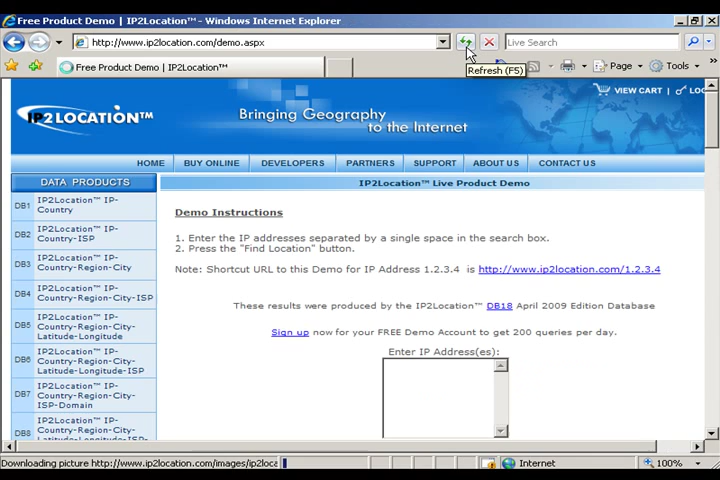 Free Product Demo | IP2Location™ - Windows Internet Explorer
http://www.ip2location.com/demo.aspx
Live Search
Free Product Demo | IP2Location™
Page
Tools
Refresh (F5)
IP2LOCATION™
Bringing Geography
to the Internet
VIEW CART |
HOME BUY ONLINE DEVELOPERS PARTNERS SUPPORT ABOUT US CONTACT US
DATA PRODUCTS
DB1 IP2Location™ IP-
Country
DB2 IP2Location™ IP-
Country-ISP
DB3 IP2Location™ IP-
Country-Region-City
DB4 IP2Location™ IP-
Country-Region-City-ISP
DB5 IP2Location™ IP-
Country-Region-City-
Latitude-Longitude
DB6 IP2Location™ IP-
Country-Region-City-
Latitude-Longitude-ISP
DB7 IP2Location™ IP-
Country-Region-City-
ISP-Domain
DB8 IP2Location™ IP-
Country-Region-City-
Latitude-Longitude-ISP-
IP2Location™ Live Product Demo
Demo Instructions
1. Enter the IP addresses separated by a single space in the search box.
2. Press the "Find Location" button.
Note: Shortcut URL to this Demo for IP Address 1.2.3.4 is http://www.ip2location.com/1.2.3.4
These results were produced by the IP2Location™ DB18 April 2009 Edition Database
Sign up now for your FREE Demo Account to get 200 queries per day.
Enter IP Address(es):
Downloading picture http://www.ip2location.com/images/ip2loca
Internet
100%